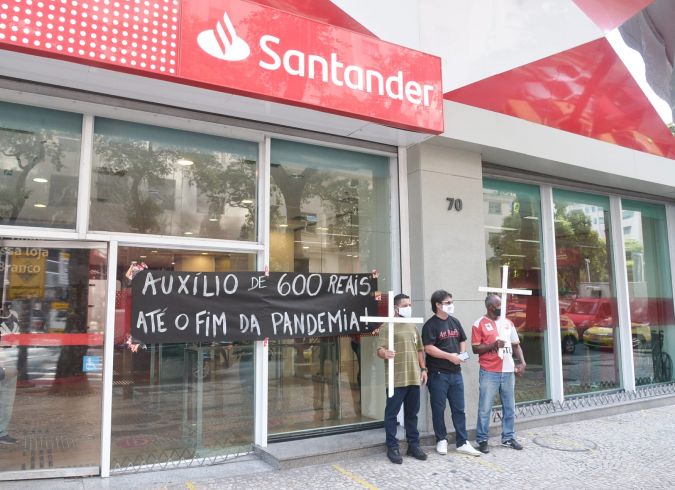 Santander
70
AUXÍLIO DE 600 REAIS
ATÉ O FIM DA PANDEMIA!